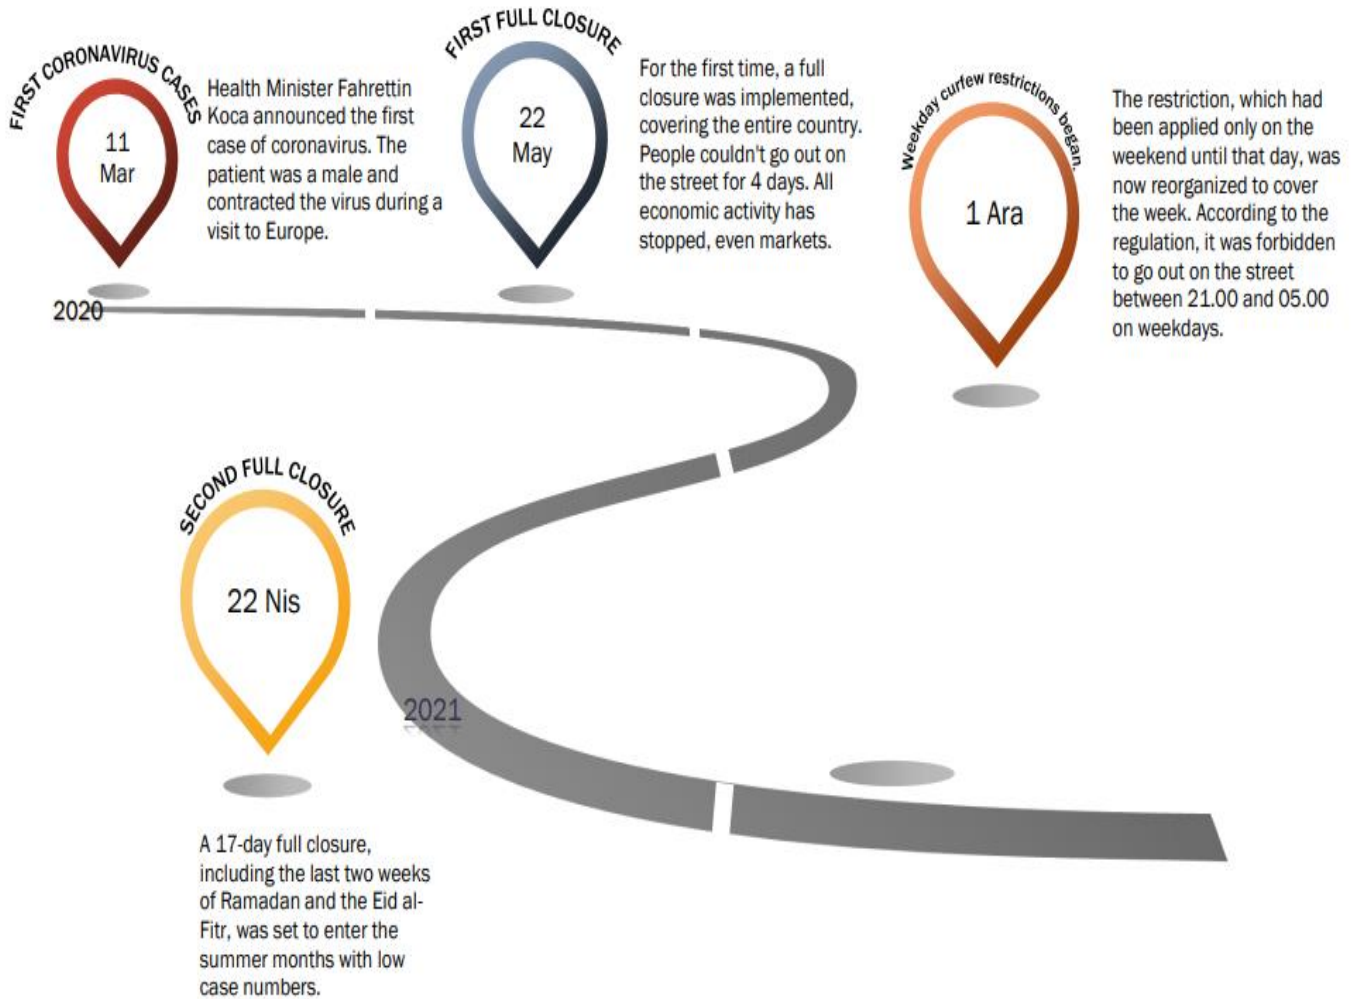 FIRST CORONAVIRUS CASES
11
Mar
Health Minister Fahrettin
Koca announced the first
case of coronavirus. The
patient was a male and
contracted the virus during a
visit to Europe.
FIRST FULL CLOSURE
22
May
For the first time, a full
closure was implemented,
covering the entire country.
People couldn't go out on
the street for 4 days. All
economic activity has
stopped, even markets.
Weekday curfew restrictions began.
1 Ara
The restriction, which had
been applied only on the
weekend until that day, was
now reorganized to cover
the week. According to the
regulation, it was forbidden
to go out on the street
between 21.00 and 05.00
on weekdays.
2020
SECOND FULL CLOSURE
22 Nis
2021
A 17-day full closure,
including the last two weeks
of Ramadan and the Eid al-
Fitr, was set to enter the
summer months with low
case numbers.